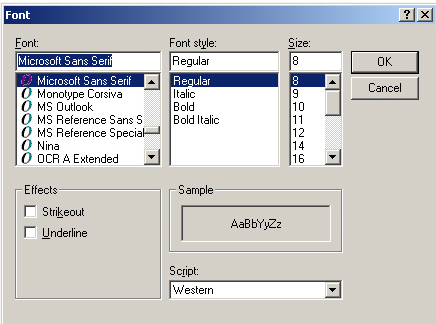 Font
Font: Font style: Size:
Microsoft Sans Serif Regular 8 OK
Microsoft Sans Serif Regular 8 Cancel
Monotype Corsiva Italic 9
MS Outlook Bold 10
MS Reference Sans S Bold Italic 11
MS Reference Special 12
Nina 14
OCR A Extended 16
Effects Sample
Strikeout AaBbYyZz
Underline
Script:
Western